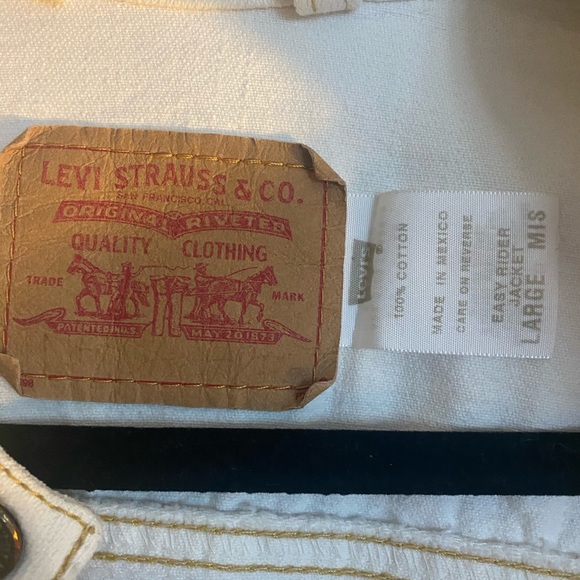 LEVI STRAUSS & CO.
SAN FRANCISCO, CAL.
ORIGINAL RIVETED
QUALITY CLOTHING
TRADE MARK
PATENTED IN U.S. MAY 20 1873
Levi's
100% COTTON
MADE IN MEXICO
CARE ON REVERSE
EASY RIDER
JACKET
LARGE MIS